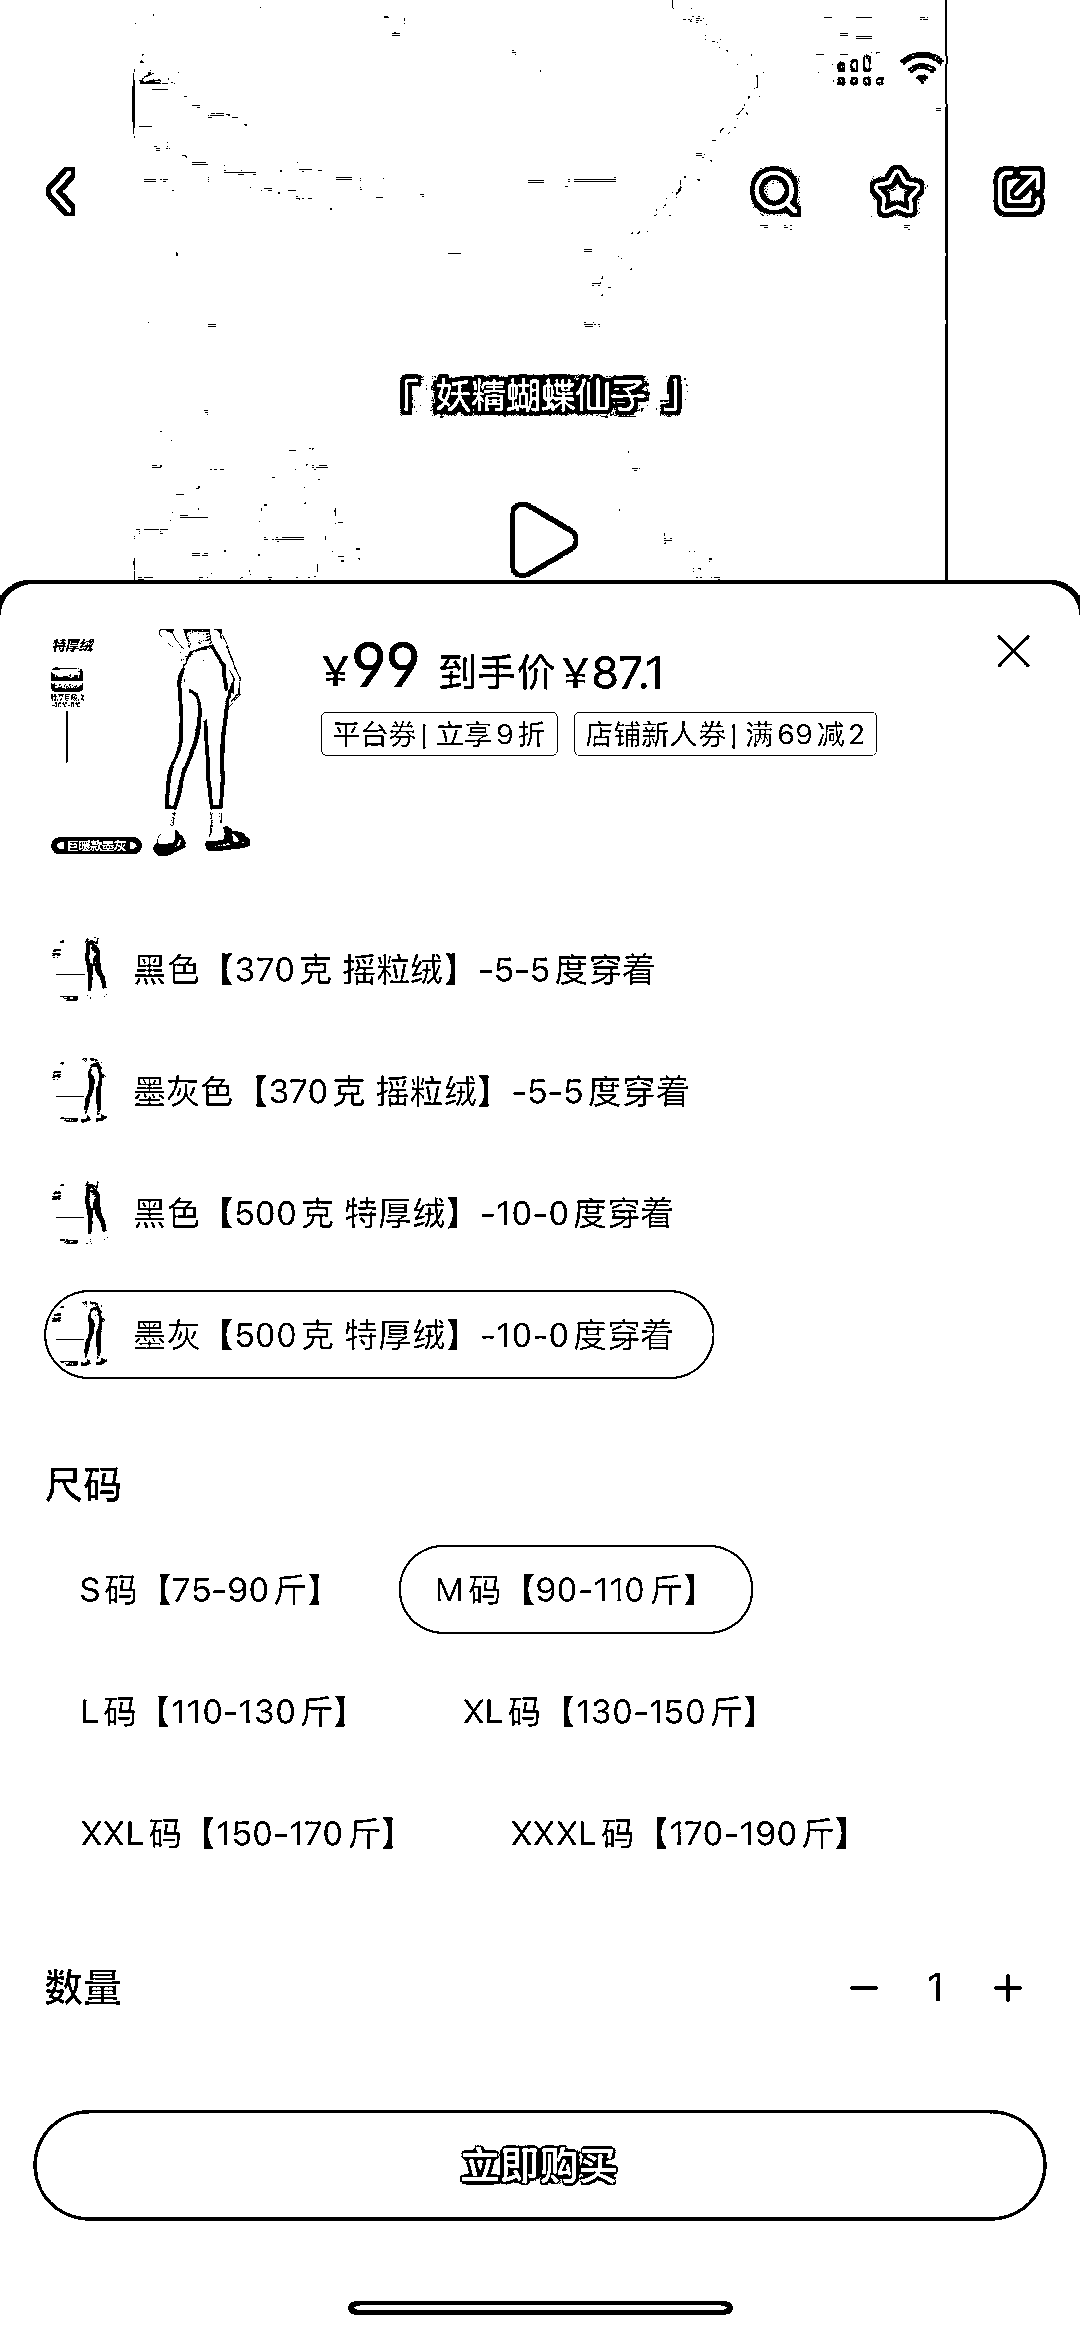 「 妖精蝴蝶仙子 」
特厚绒
¥99 到手价¥87.1
平台券| 立享9折 店铺新人券| 满69减2
巨暖款墨灰
黑色【370克 摇粒绒】-5-5度穿着
墨灰色【370克 摇粒绒】-5-5度穿着
黑色【500克 特厚绒】-10-0度穿着
墨灰【500克 特厚绒】-10-0度穿着
尺码
S码【75-90斤】 M码【90-110斤】
L码【110-130斤】 XL码【130-150斤】
XXL码【150-170斤】 XXXL码【170-190斤】
数量
1
立即购买